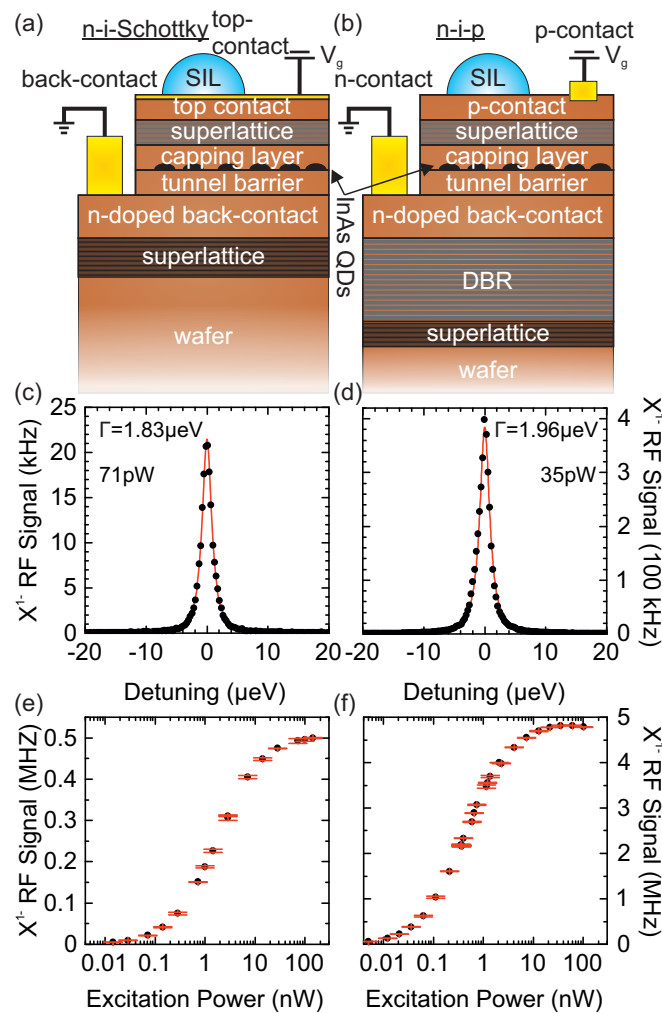 (a)
n-i-Schottky
top-contact
V_g
back-contact
SIL
top contact
superlattice
capping layer
tunnel barrier
n-doped back-contact
superlattice
wafer
InAs QDs
(b)
n-i-p
p-contact
V_g
n-contact
SIL
p-contact
superlattice
capping layer
tunnel barrier
n-doped back-contact
DBR
superlattice
wafer
(c)
25
20
15
10
5
0
X¹⁻ RF Signal (kHz)
Γ=1.83µeV
71pW
-20 -10 0 10 20
Detuning (µeV)
(d)
Γ=1.96µeV
35pW
4
3
2
1
0
X¹⁻ RF Signal (100 kHz)
-20 -10 0 10 20
Detuning (µeV)
(e)
0.5
0.4
0.3
0.2
0.1
0
X¹⁻ RF Signal (MHZ)
0.01 0.1 1 10 100
Excitation Power (nW)
(f)
5
4
3
2
1
0
X¹⁻ RF Signal (MHz)
0.01 0.1 1 10 100
Excitation Power (nW)